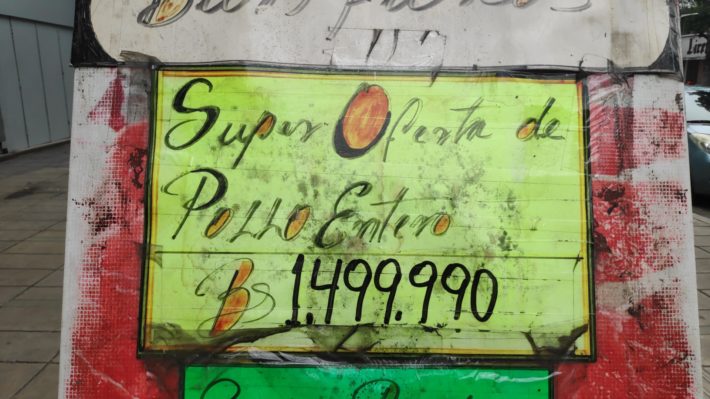 Super Oferta de
Pollo Entero
Bs 1.499.990